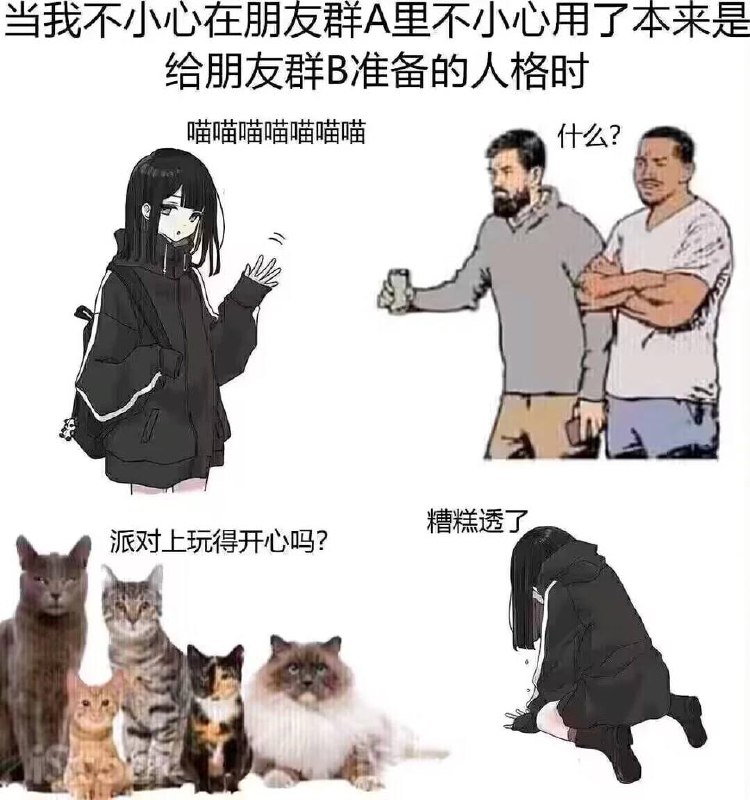 当我不小心在朋友群A里不小心用了本来是
给朋友群B准备的人格时
喵喵喵喵喵喵喵
什么?
派对上玩得开心吗?
糟糕透了
iStock